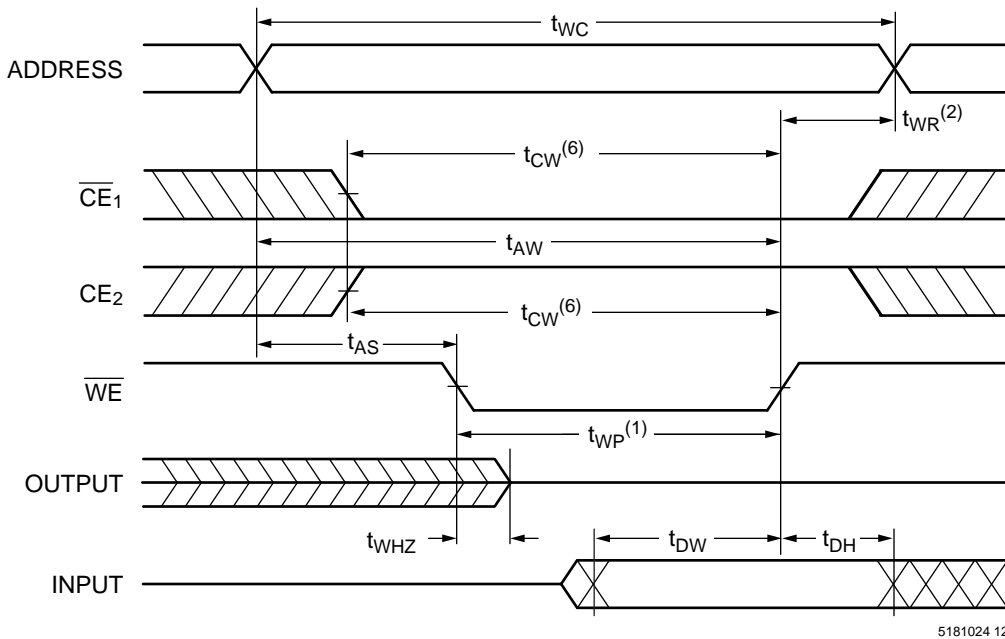 tWC
ADDRESS
tWR(2)
tCW(6)
CE1
tAW
CE2
tCW(6)
tAS
WE
tWP(1)
OUTPUT
tWHZ
tDW
tDH
INPUT
5181024 12